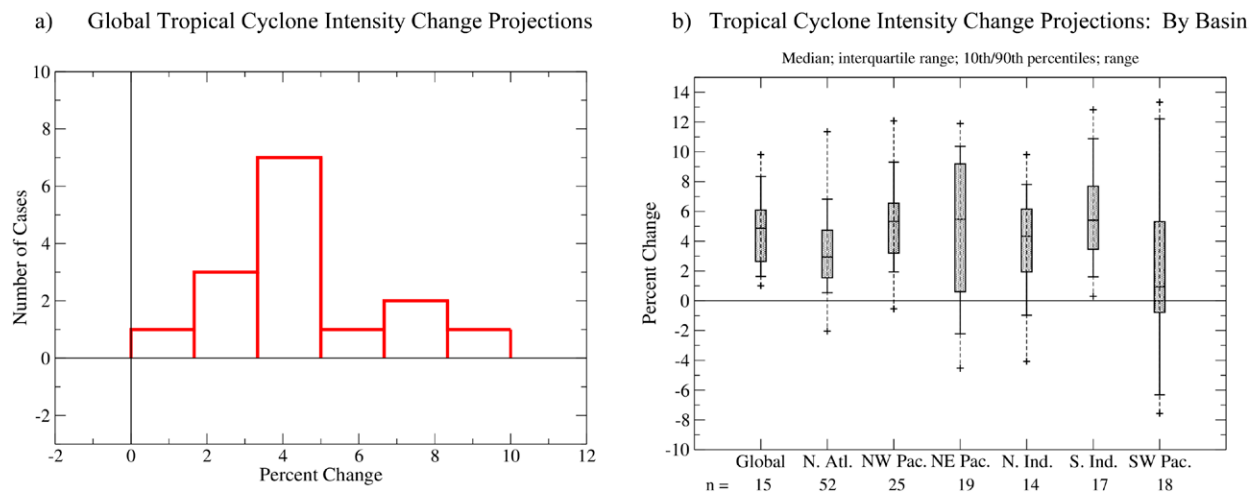 a) Global Tropical Cyclone Intensity Change Projections
10
8
6
4
2
0
-2
Number of Cases
-2 0 2 4 6 8 10 12
Percent Change
b) Tropical Cyclone Intensity Change Projections: By Basin
Median; interquartile range; 10th/90th percentiles; range
14
12
10
8
6
4
2
0
-2
-4
-6
-8
-10
Percent Change
Global N. Atl. NW Pac. NE Pac. N. Ind. S. Ind. SW Pac.
n = 15 52 25 19 14 17 18